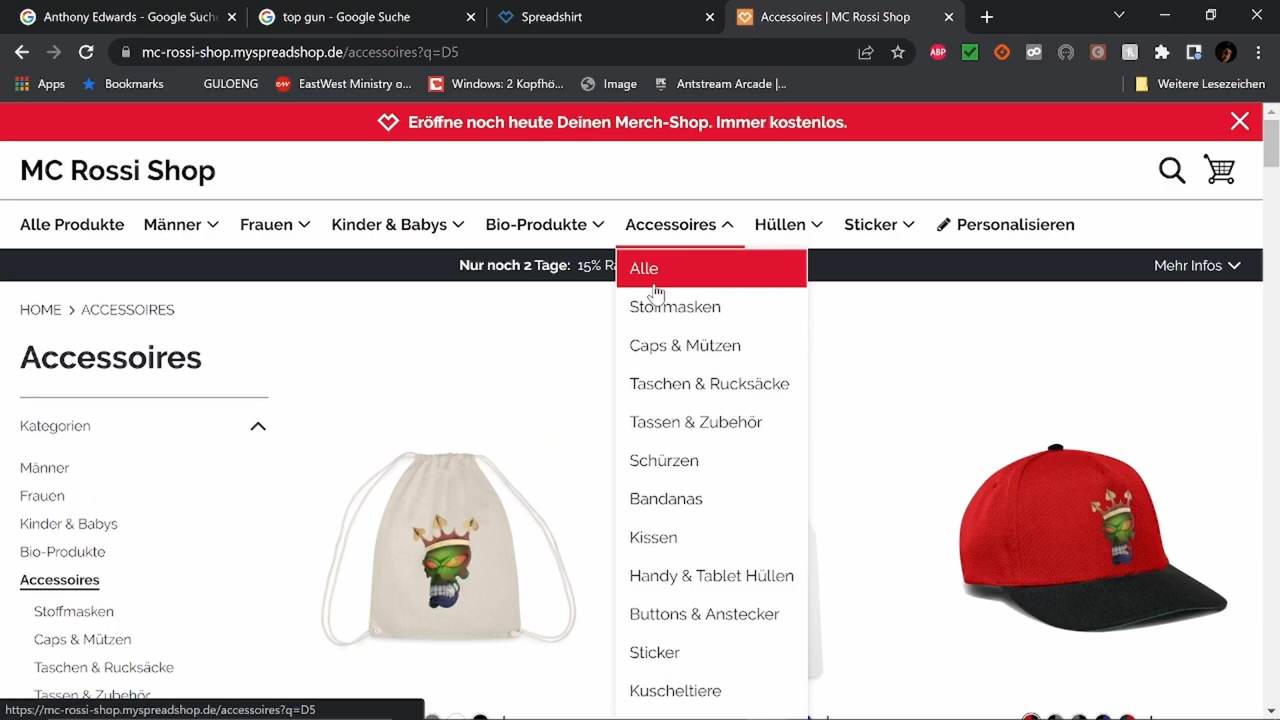 Anthony Edwards - Google Suche
top gun - Google Suche
Spreadshirt
Accessoires | MC Rossi Shop
mc-rossi-shop.myspreadshop.de/accessoires?q=D5
ABP
Apps
Bookmarks
GULOENG
EastWest Ministry o...
Windows: 2 Kopfhö...
Image
Antstream Arcade |...
Weitere Lesezeichen
Eröffne noch heute Deinen Merch-Shop. Immer kostenlos.
MC Rossi Shop
Alle Produkte
Männer
Frauen
Kinder & Babys
Bio-Produkte
Accessoires
Hüllen
Sticker
Personalisieren
Nur noch 2 Tage: 15% Ra
Mehr Infos
Alle
Stoffmasken
Caps & Mützen
Taschen & Rucksäcke
Tassen & Zubehör
Schürzen
Bandanas
Kissen
Handy & Tablet Hüllen
Buttons & Anstecker
Sticker
Kuscheltiere
HOME > ACCESSOIRES
Accessoires
Kategorien
Männer
Frauen
Kinder & Babys
Bio-Produkte
Accessoires
Stoffmasken
Caps & Mützen
Taschen & Rucksäcke
Tassen & Zubehör
https://mc-rossi-shop.myspreadshop.de/accessoires?q=D5